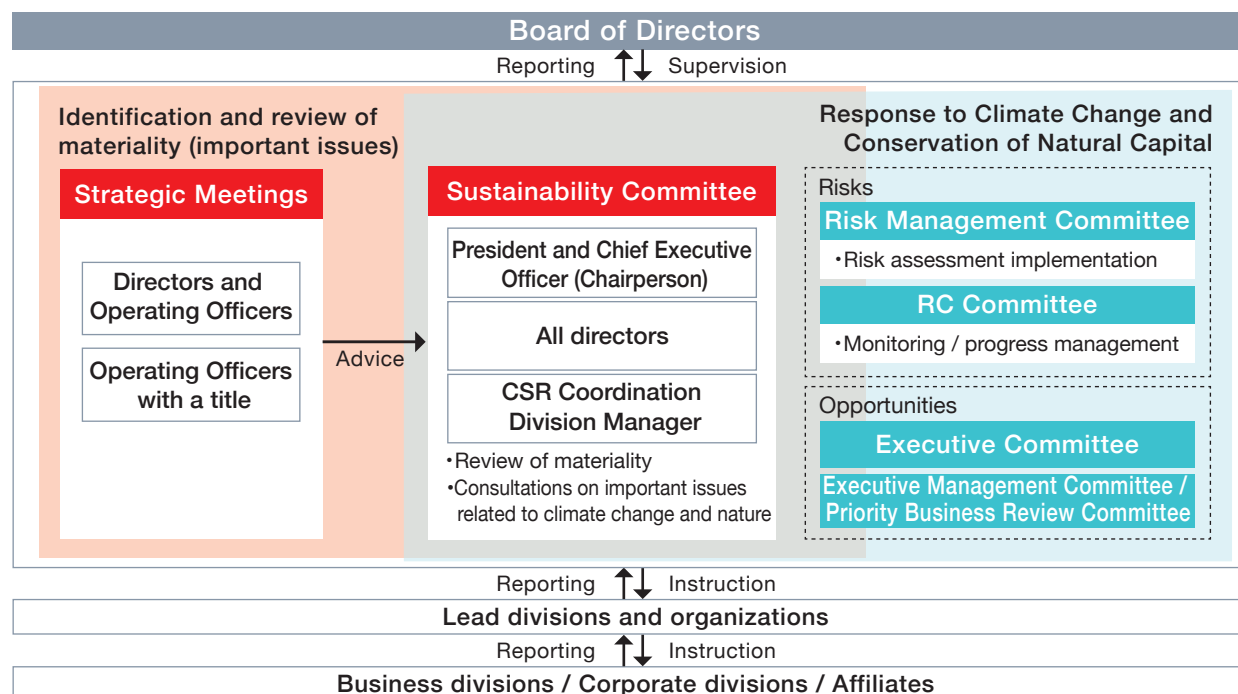 Board of Directors
Reporting
Supervision
Identification and review of
materiality (important issues)
Strategic Meetings
Directors and
Operating Officers
Operating Officers
with a title
Advice
Sustainability Committee
President and Chief Executive
Officer (Chairperson)
All directors
CSR Coordination
Division Manager
・Review of materiality
・Consultations on important issues
related to climate change and nature
Response to Climate Change and
Conservation of Natural Capital
Risks
Risk Management Committee
・Risk assessment implementation
RC Committee
・Monitoring / progress management
Opportunities
Executive Committee
Executive Management Committee /
Priority Business Review Committee
Reporting
Instruction
Lead divisions and organizations
Reporting
Instruction
Business divisions / Corporate divisions / Affiliates